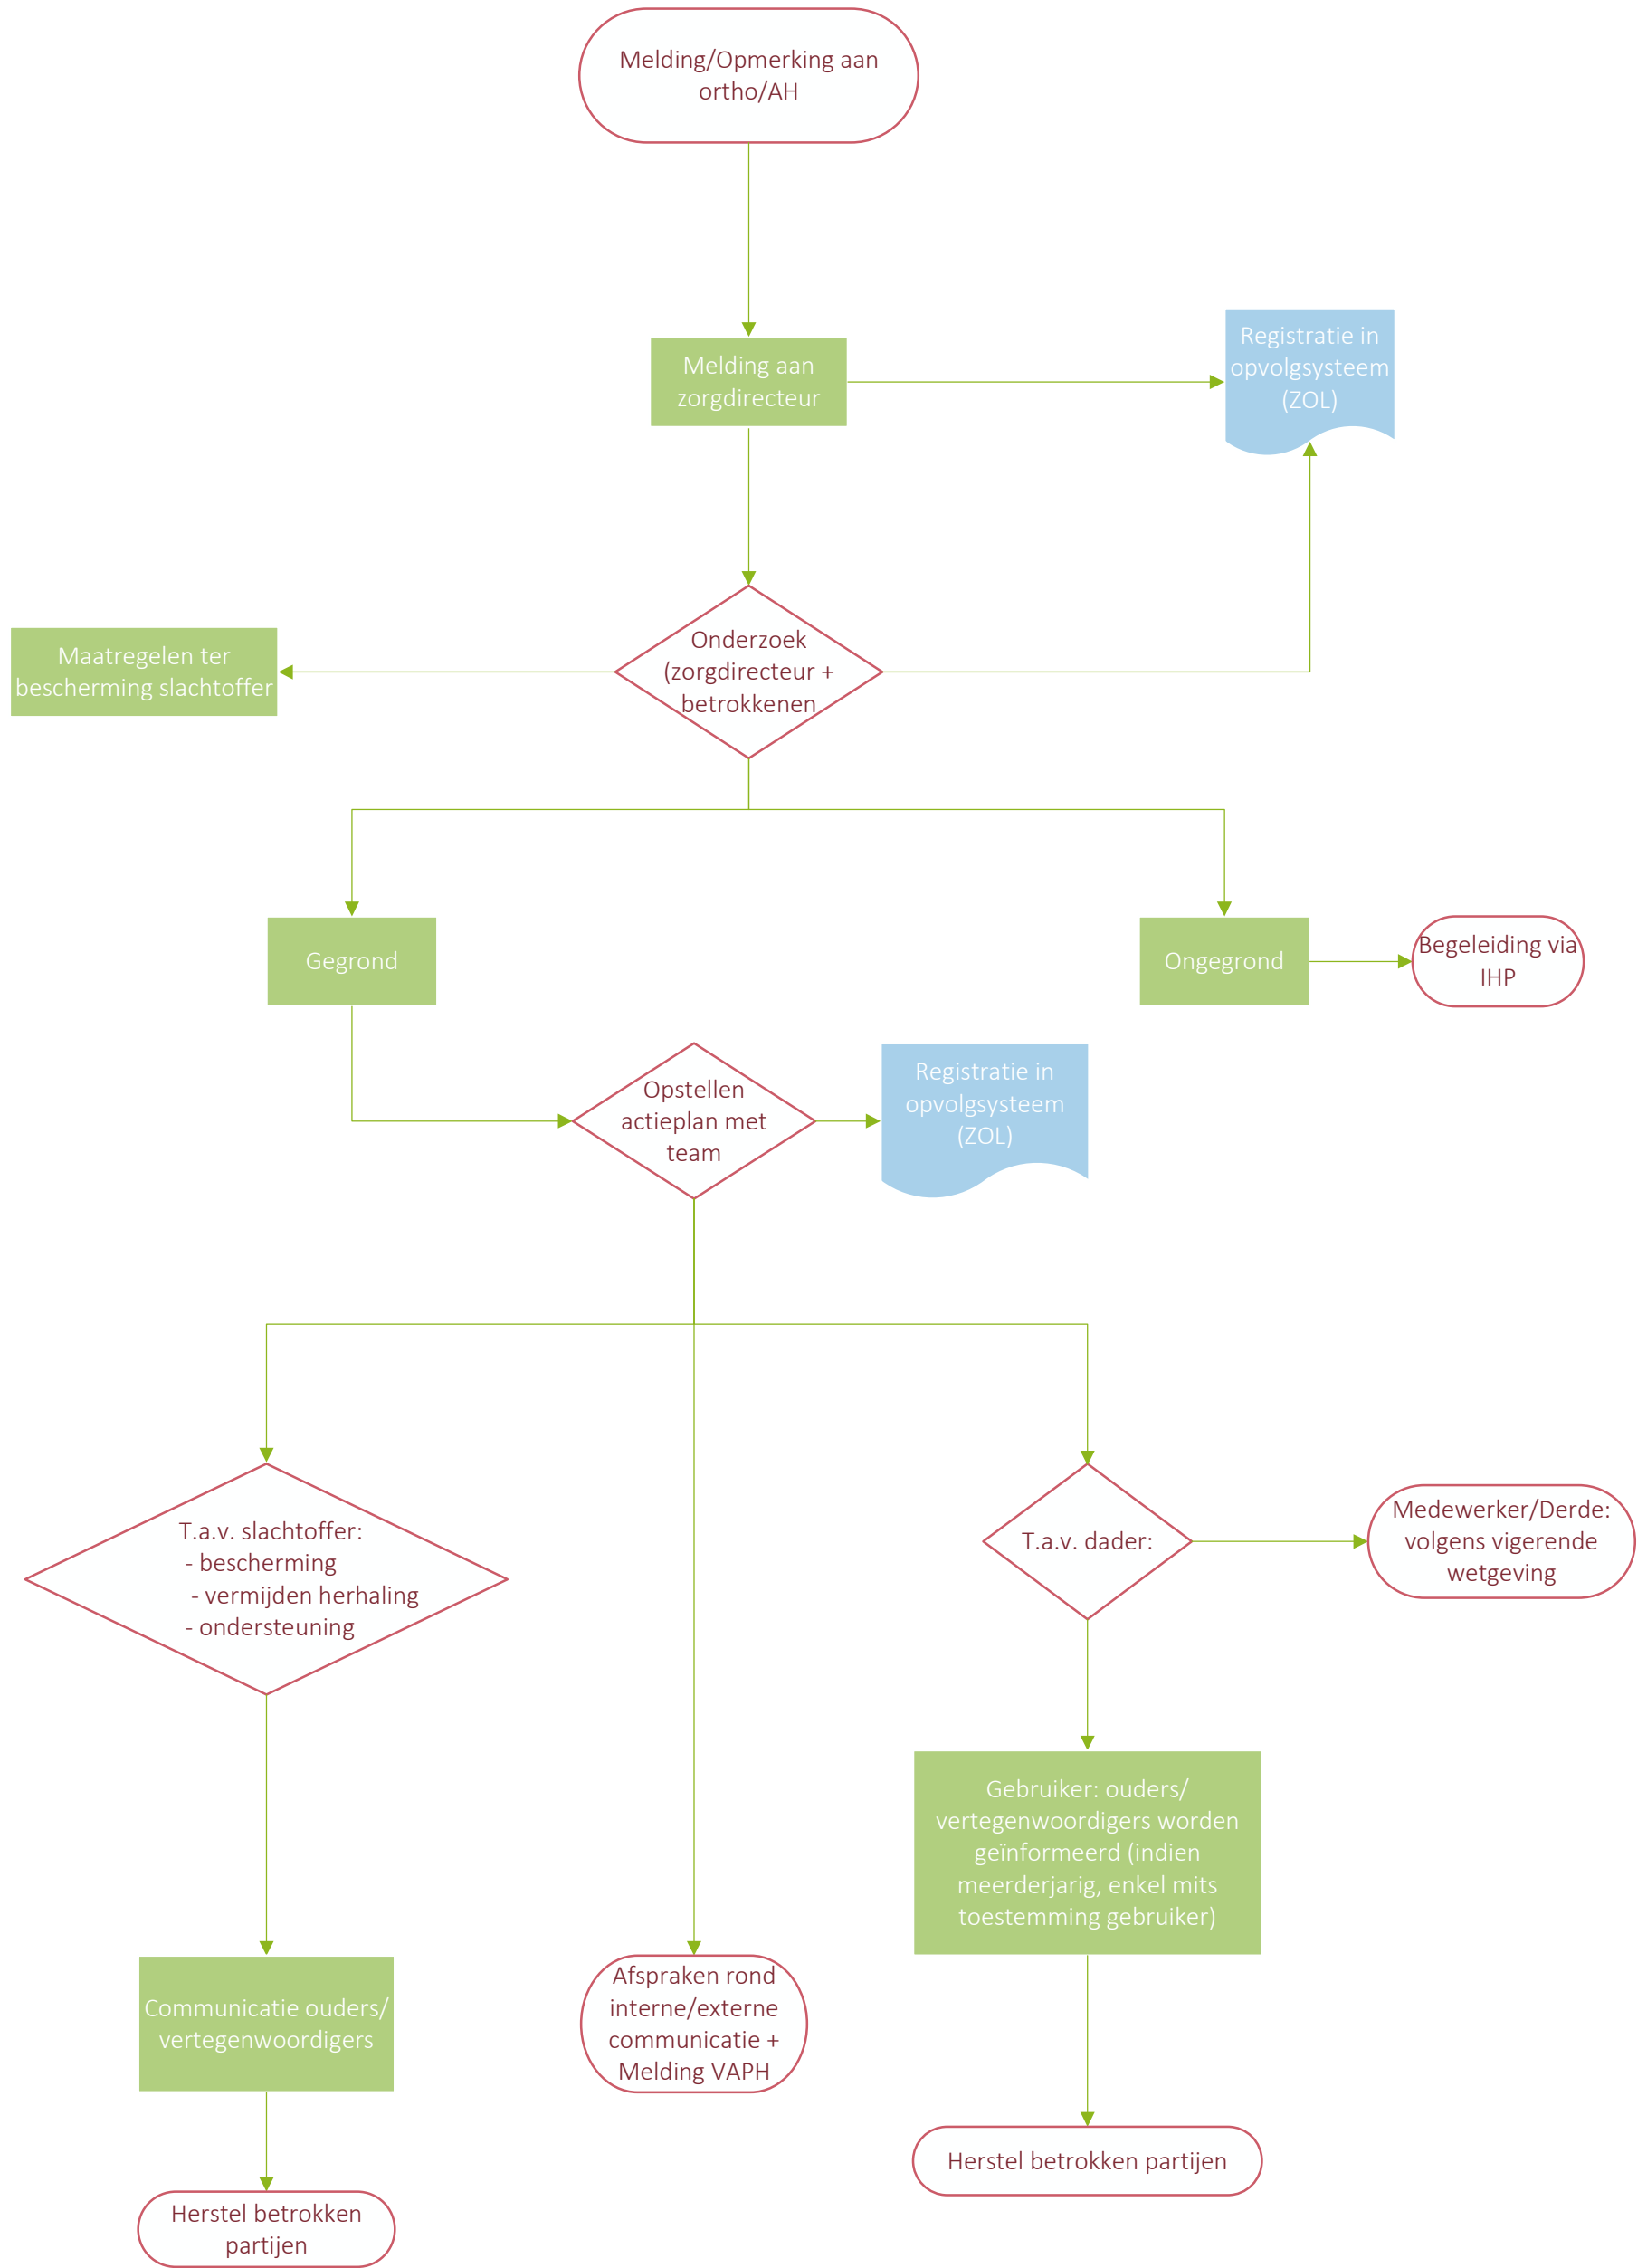 Melding/Opmerking aan
ortho/AH
Melding aan
zorgdirecteur
Registratie in
opvolgsysteem
(ZOL)
Onderzoek
(zorgdirecteur +
betrokkenen
Maatregelen ter
bescherming slachtoffer
Gegrond
Ongegrond
Begeleiding via
IHP
Opstellen
actieplan met
team
Registratie in
opvolgsysteem
(ZOL)
T.a.v. slachtoffer:
- bescherming
- vermijden herhaling
- ondersteuning
T.a.v. dader:
Medewerker/Derde:
volgens vigerende
wetgeving
Gebruiker: ouders/
vertegenwoordigers worden
geïnformeerd (indien
meerderjarig, enkel mits
toestemming gebruiker)
Communicatie ouders/
vertegenwoordigers
Afspraken rond
interne/externe
communicatie +
Melding VAPH
Herstel betrokken partijen
Herstel betrokken
partijen